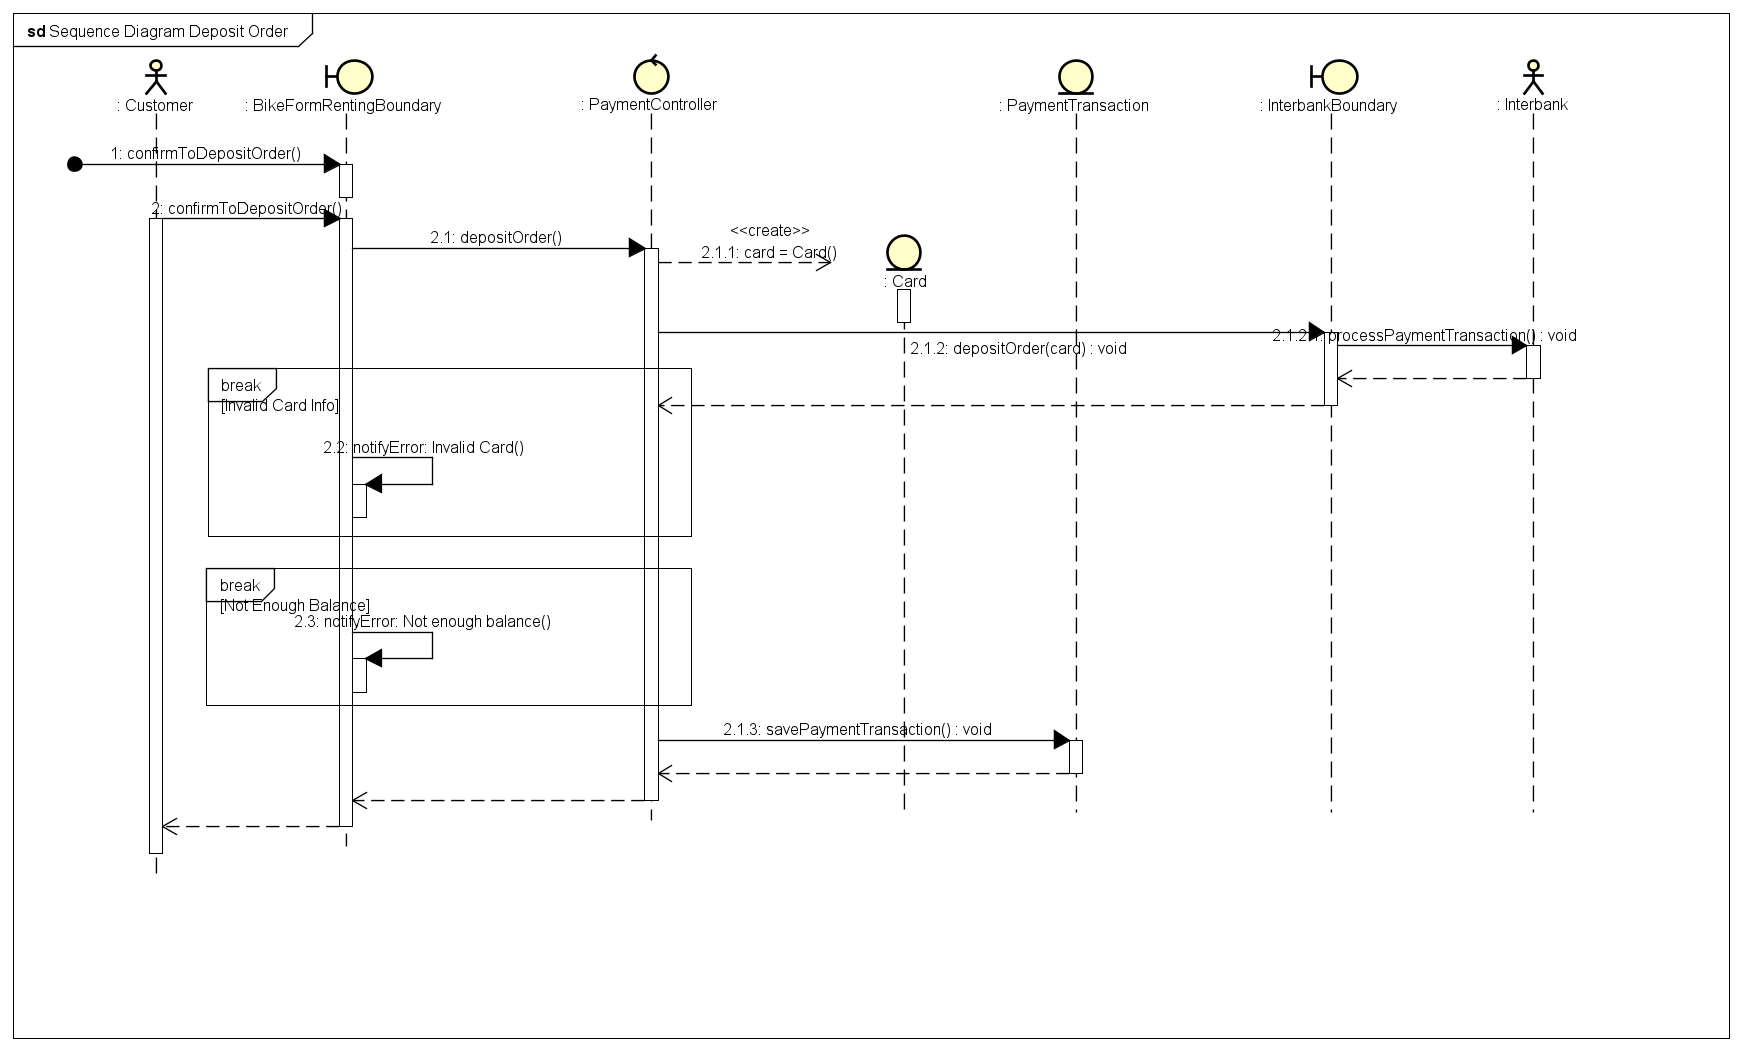 sd Sequence Diagram Deposit Order
: Customer
: BikeFormRentingBoundary
: PaymentController
: PaymentTransaction
: InterbankBoundary
: Interbank
1: confirmToDepositOrder()
2: confirmToDepositOrder()
2.1: depositOrder()
<<create>>
2.1.1: card = Card()
: Card
2.1.2.1: processPaymentTransaction() : void
2.1.2: depositOrder(card) : void
break
[Invalid Card Info]
2.2: notifyError: Invalid Card()
break
[Not Enough Balance]
2.3: notifyError: Not enough balance()
2.1.3: savePaymentTransaction() : void